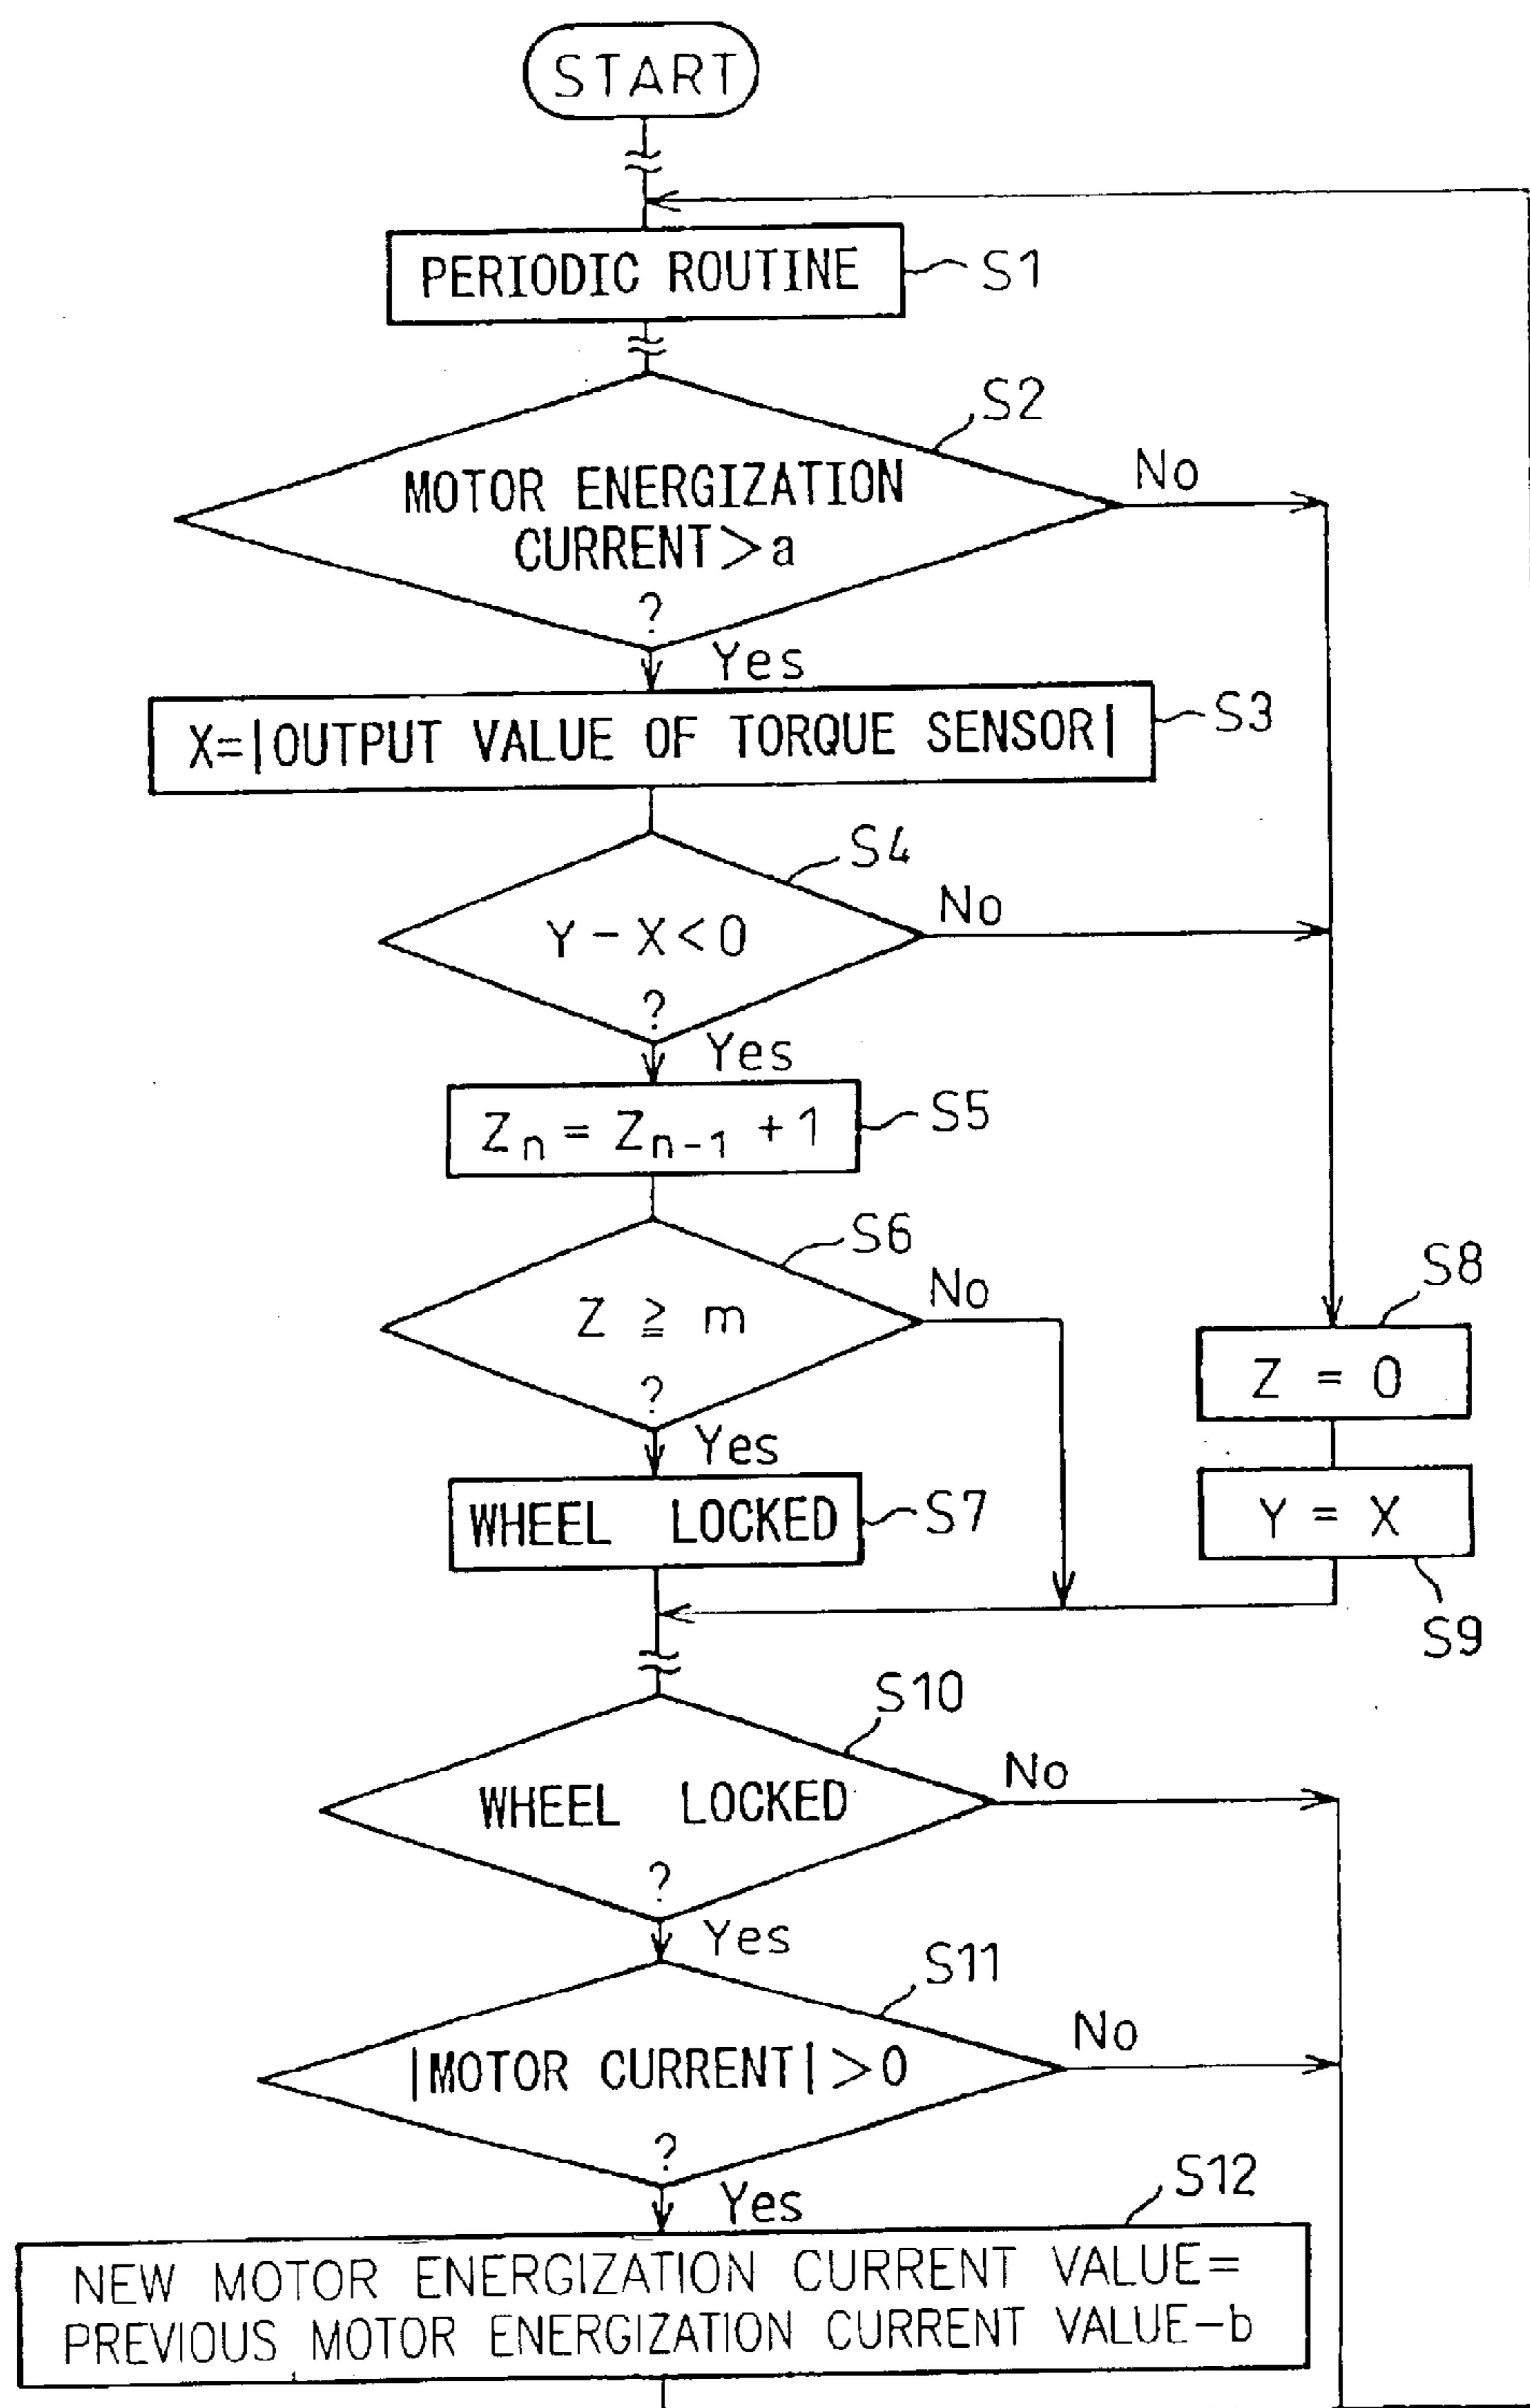 START
PERIODIC ROUTINE
S1
S2
MOTOR ENERGIZATION
CURRENT>a
?
No
Yes
X=|OUTPUT VALUE OF TORQUE SENSOR|
S3
S4
Y-X<0
?
No
Yes
Zn = Zn-1 +1
S5
S6
Z ≧ m
?
No
Yes
WHEEL LOCKED
S7
S8
Z = 0
Y = X
S9
S10
WHEEL LOCKED
?
No
Yes
S11
|MOTOR CURRENT|>0
?
No
Yes
S12
NEW MOTOR ENERGIZATION CURRENT VALUE=
PREVIOUS MOTOR ENERGIZATION CURRENT VALUE-b